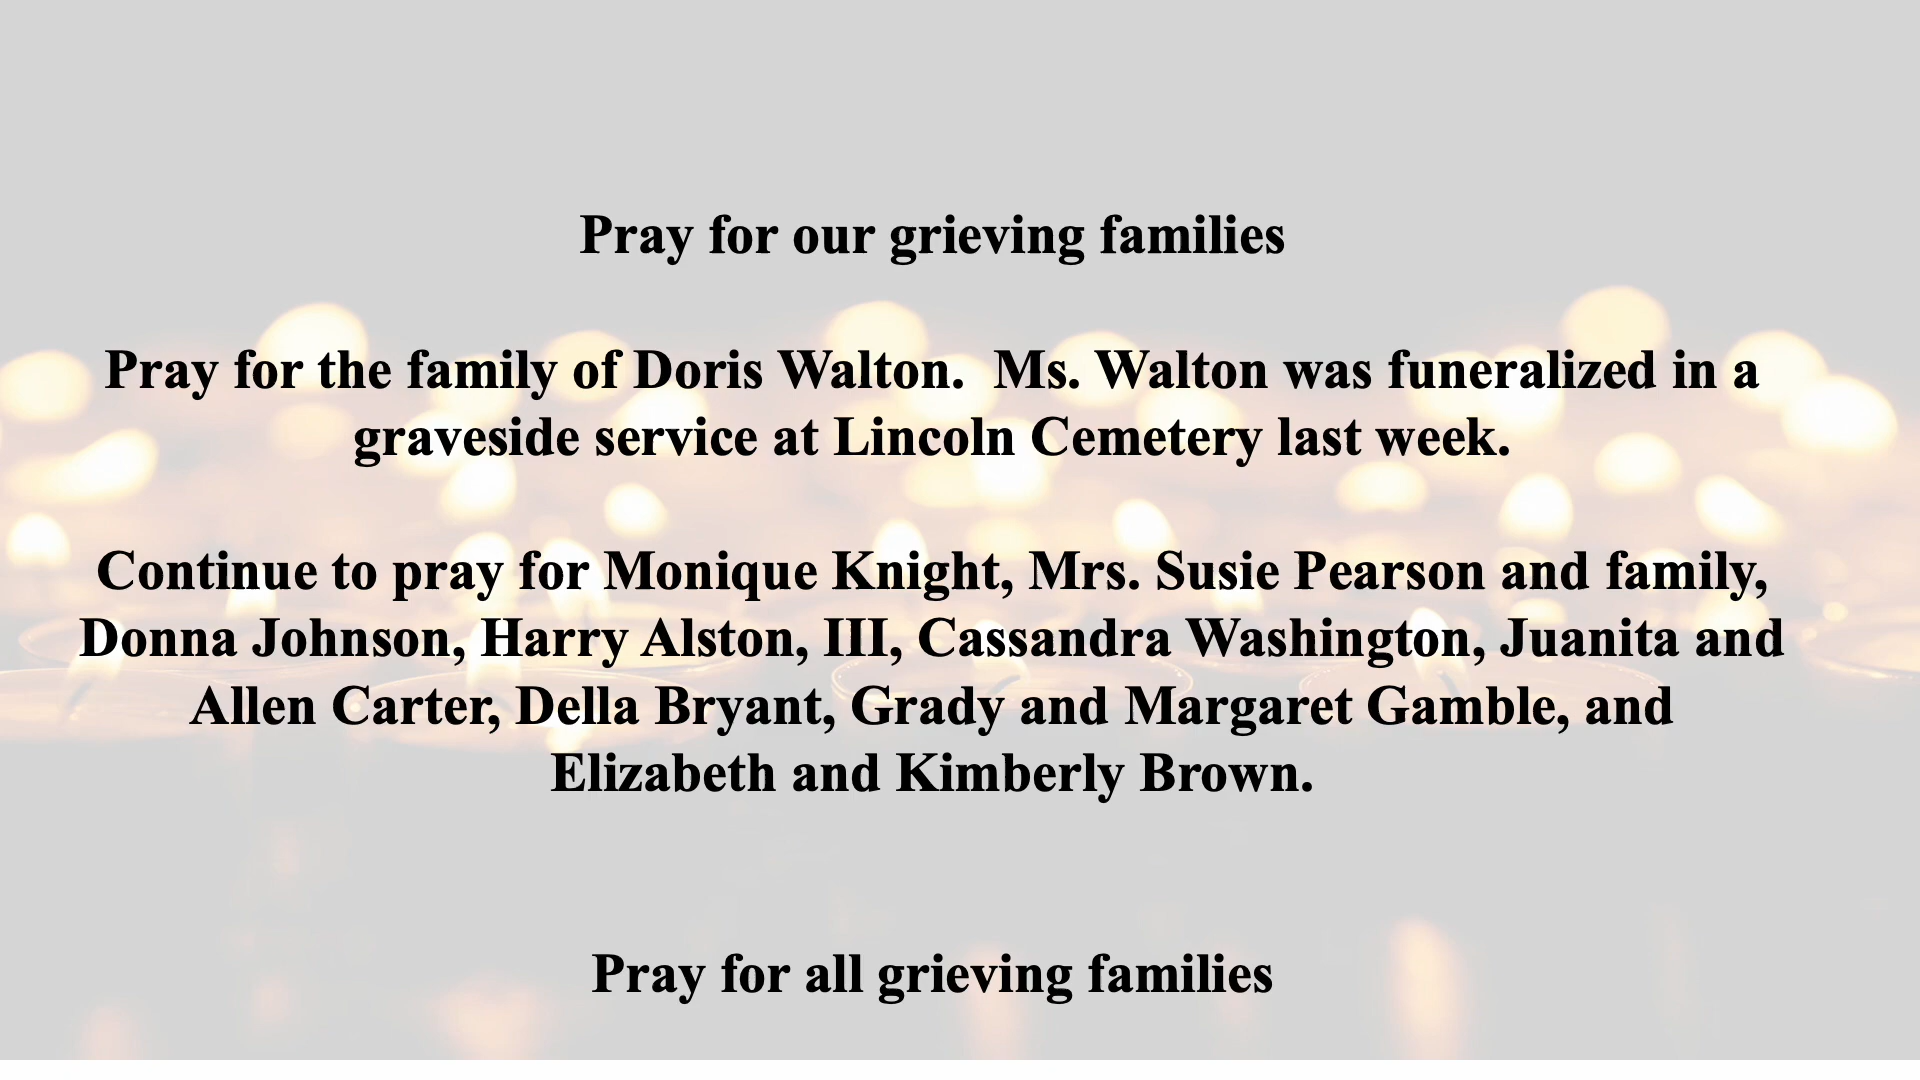 Pray for our grieving families
Pray for the family of Doris Walton.  Ms. Walton was funeralized in a
graveside service at Lincoln Cemetery last week.
Continue to pray for Monique Knight, Mrs. Susie Pearson and family,
Donna Johnson, Harry Alston, III, Cassandra Washington, Juanita and
Allen Carter, Della Bryant, Grady and Margaret Gamble, and
Elizabeth and Kimberly Brown.
Pray for all grieving families